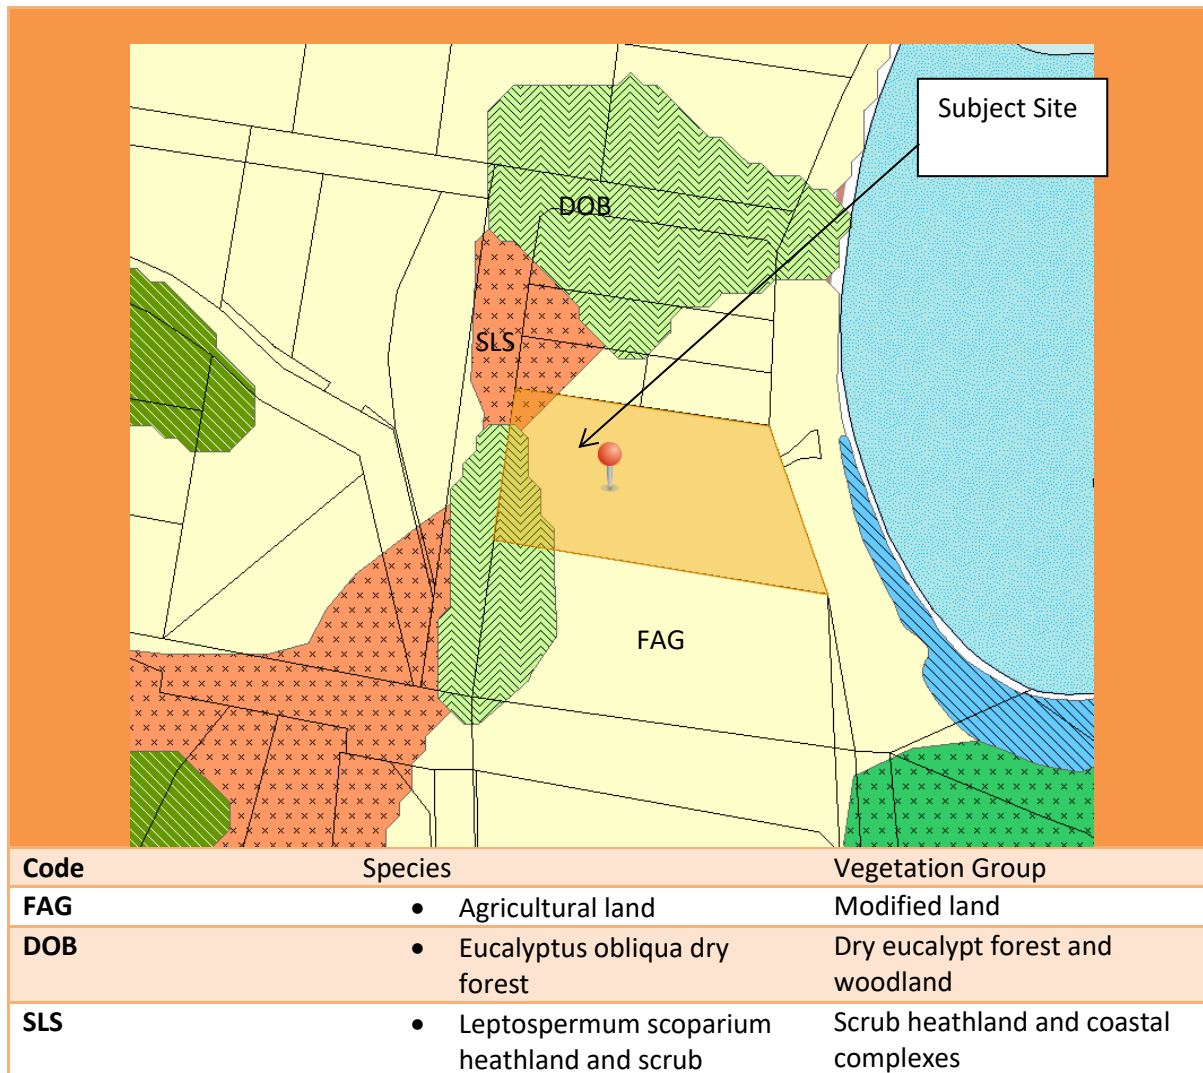 Subject Site
DOB
SLS
FAG
Code Species Vegetation Group
FAG • Agricultural land Modified land
DOB • Eucalyptus obliqua dry Dry eucalypt forest and
forest woodland
SLS • Leptospermum scoparium Scrub heathland and coastal
heathland and scrub complexes